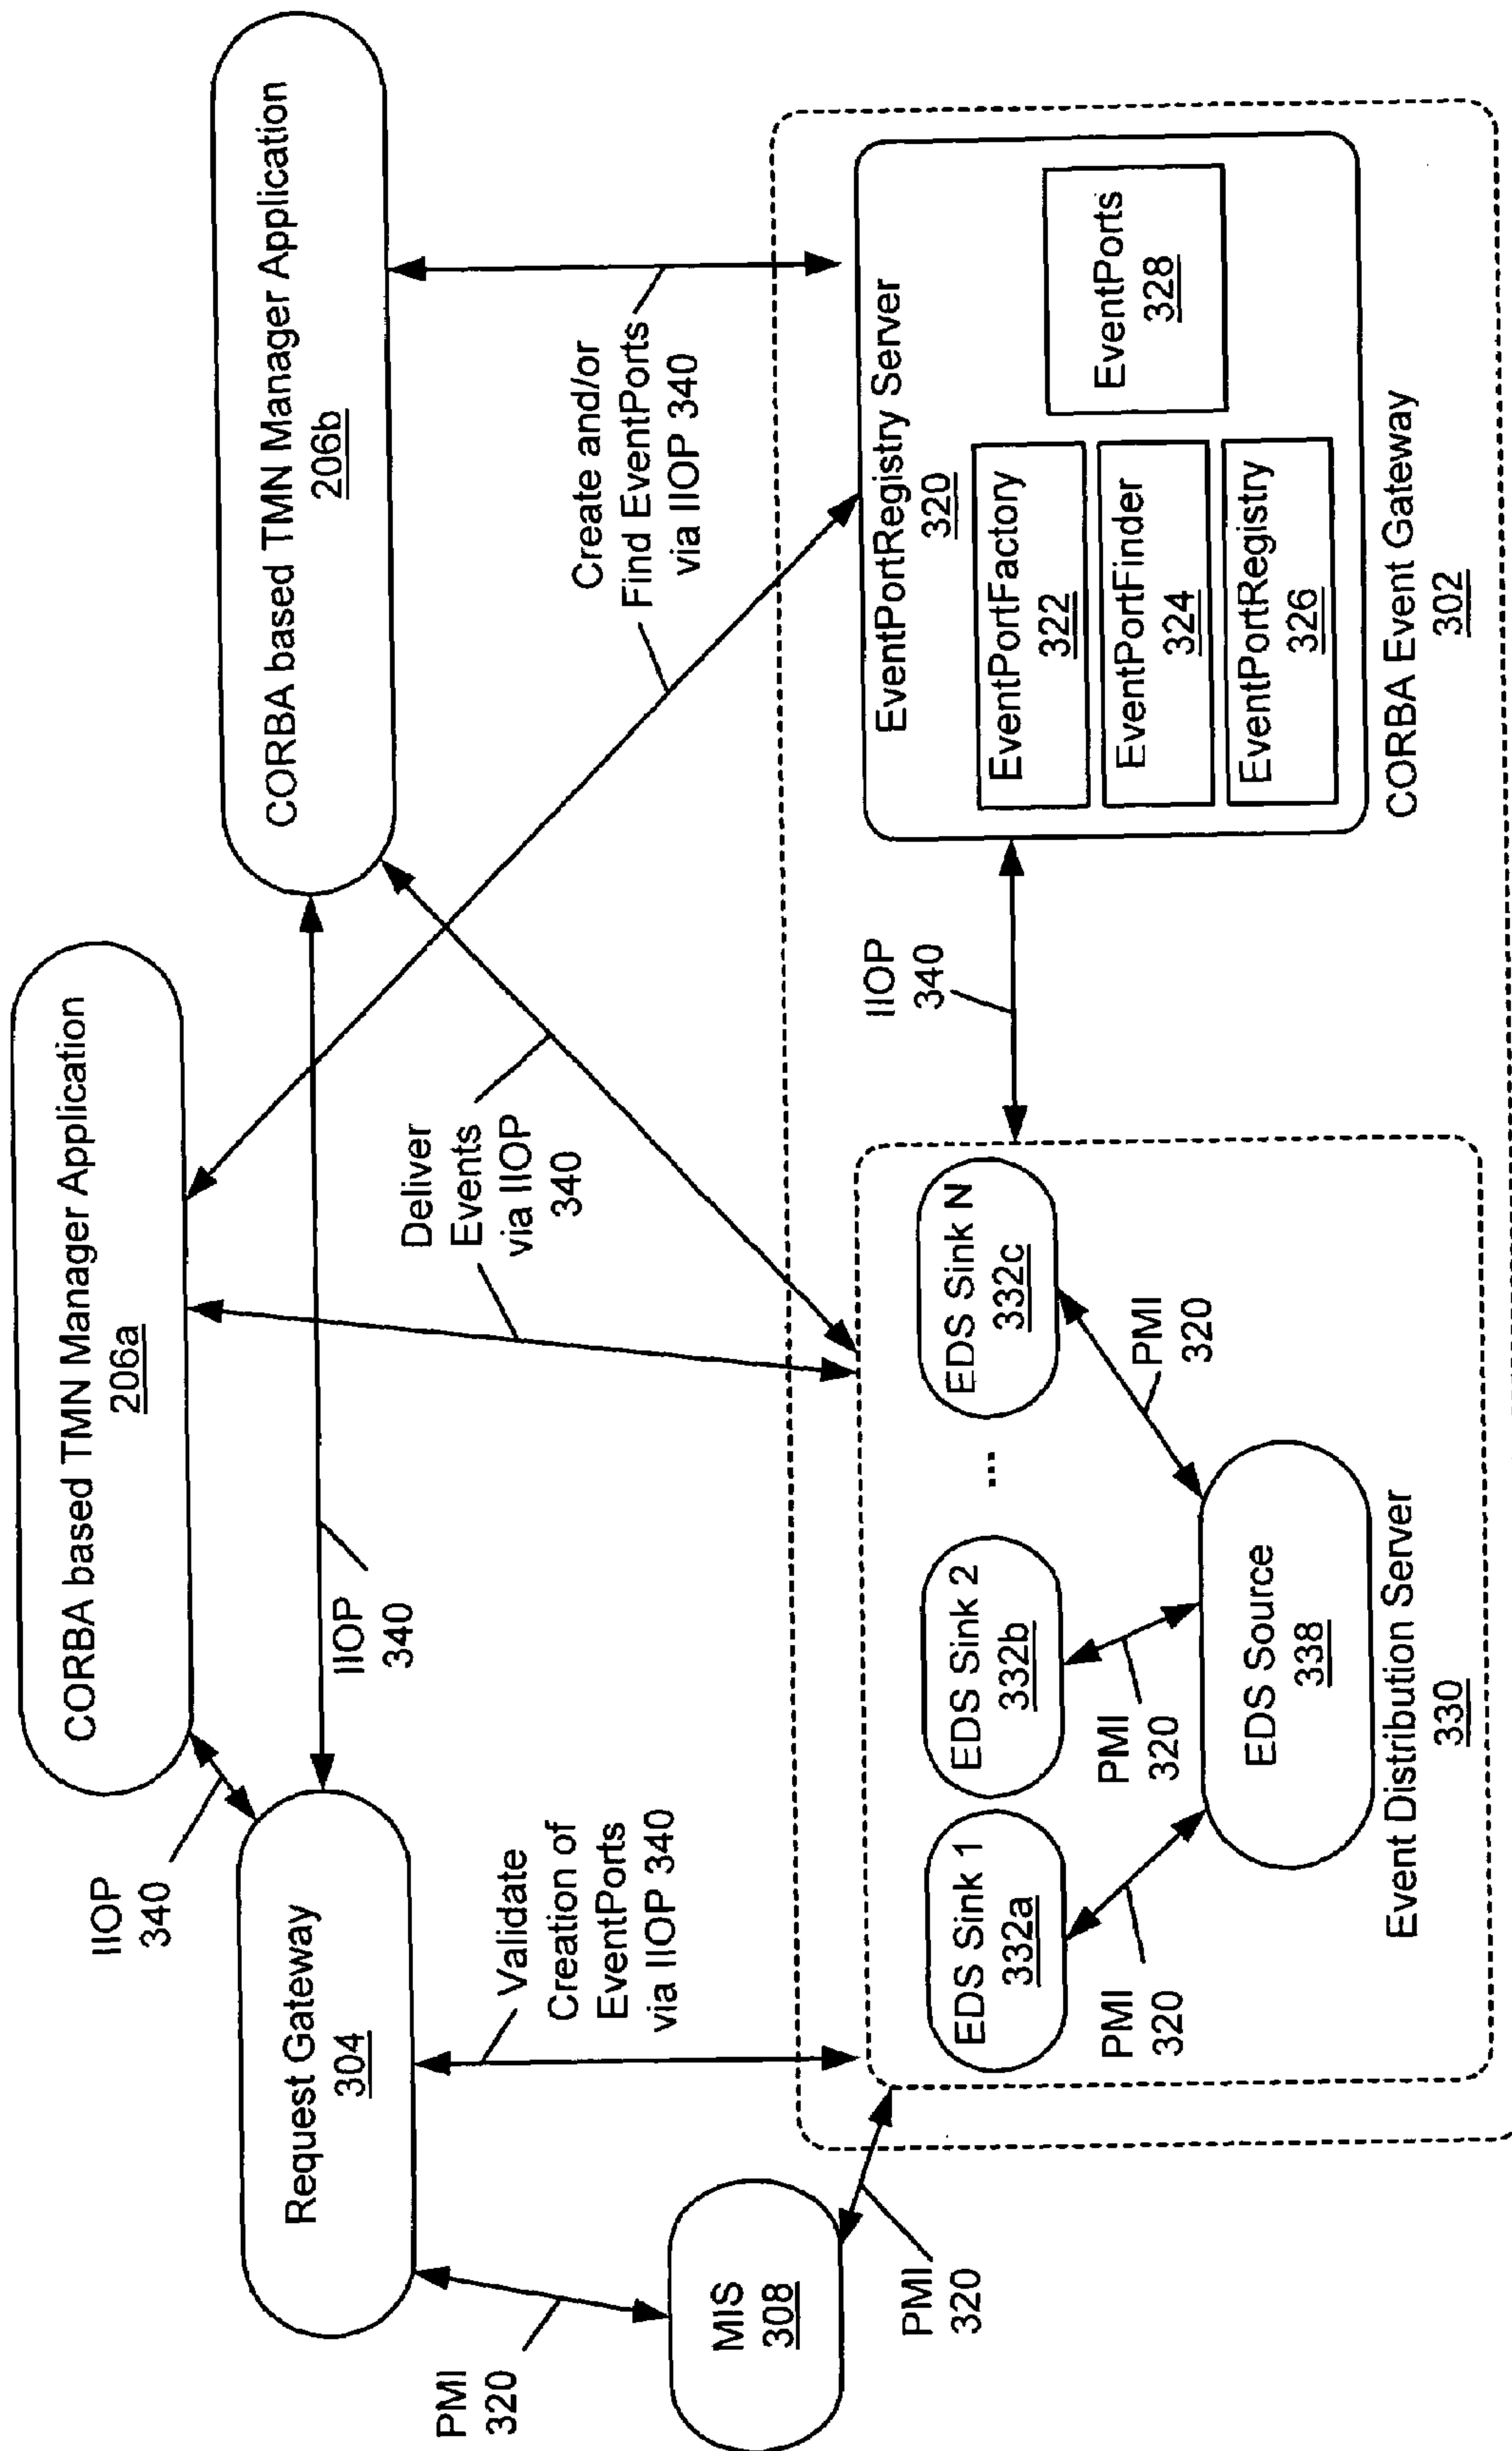 CORBA based TMN Manager Application
206a
CORBA based TMN Manager Application
206b
Request Gateway
304
IIOP
340
IIOP
340
Deliver
Events
via IIOP
340
Create and/or
Find EventPorts
via IIOP 340
Validate
Creation of
EventPorts
via IIOP 340
PMI
320
MIS
308
PMI
320
EDS Sink 1
332a
EDS Sink 2
332b
...
EDS Sink N
332c
PMI
320
PMI
320
PMI
320
EDS Source
338
Event Distribution Server
330
IIOP
340
EventPortRegistry Server
320
EventPortFactory
322
EventPortFinder
324
EventPortRegistry
326
EventPorts
328
CORBA Event Gateway
302